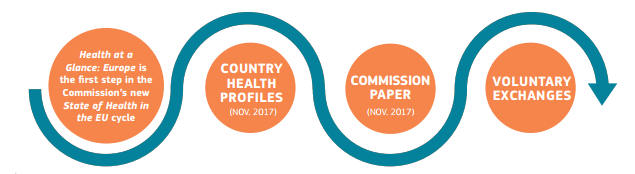 Health at a
Glance: Europe is
the first step in the
Commission's new
State of Health in
the EU cycle
COUNTRY
HEALTH
PROFILES
(NOV. 2017)
COMMISSION
PAPER
(NOV. 2017)
VOLUNTARY
EXCHANGES